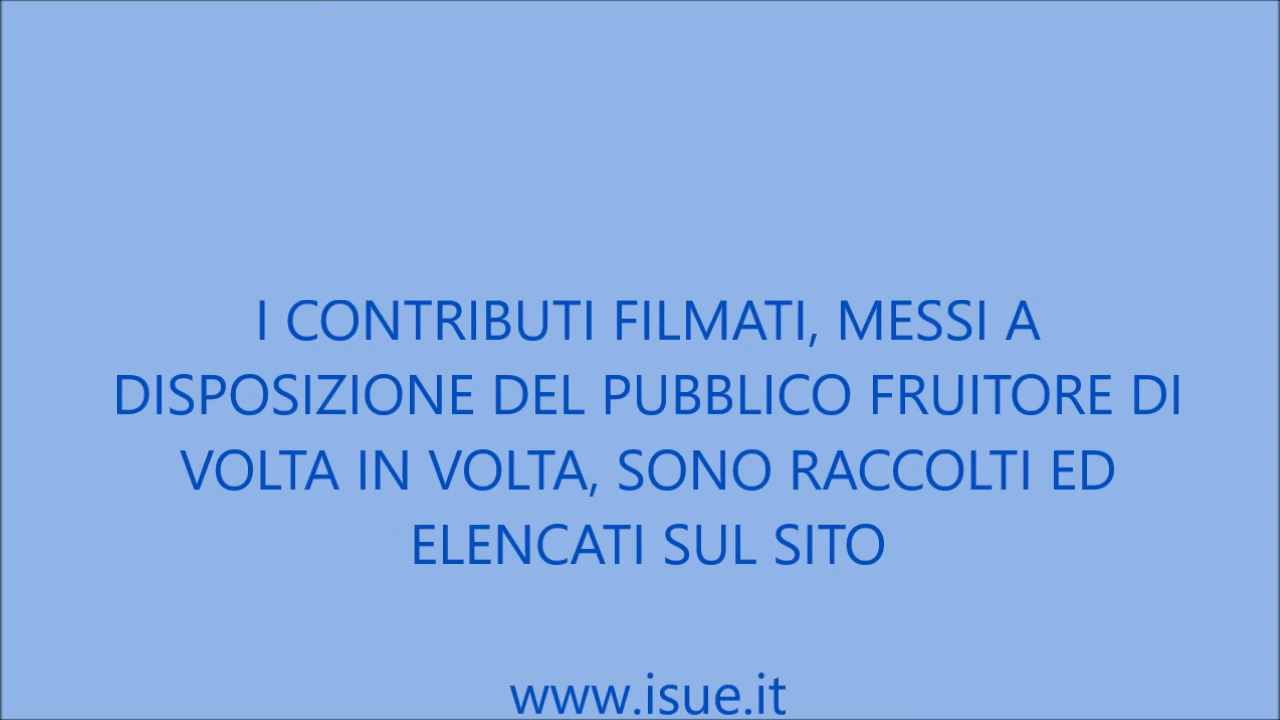 I CONTRIBUTI FILMATI, MESSI A
DISPOSIZIONE DEL PUBBLICO FRUITORE DI
VOLTA IN VOLTA, SONO RACCOLTI ED
ELENCATI SUL SITO
www.isue.it